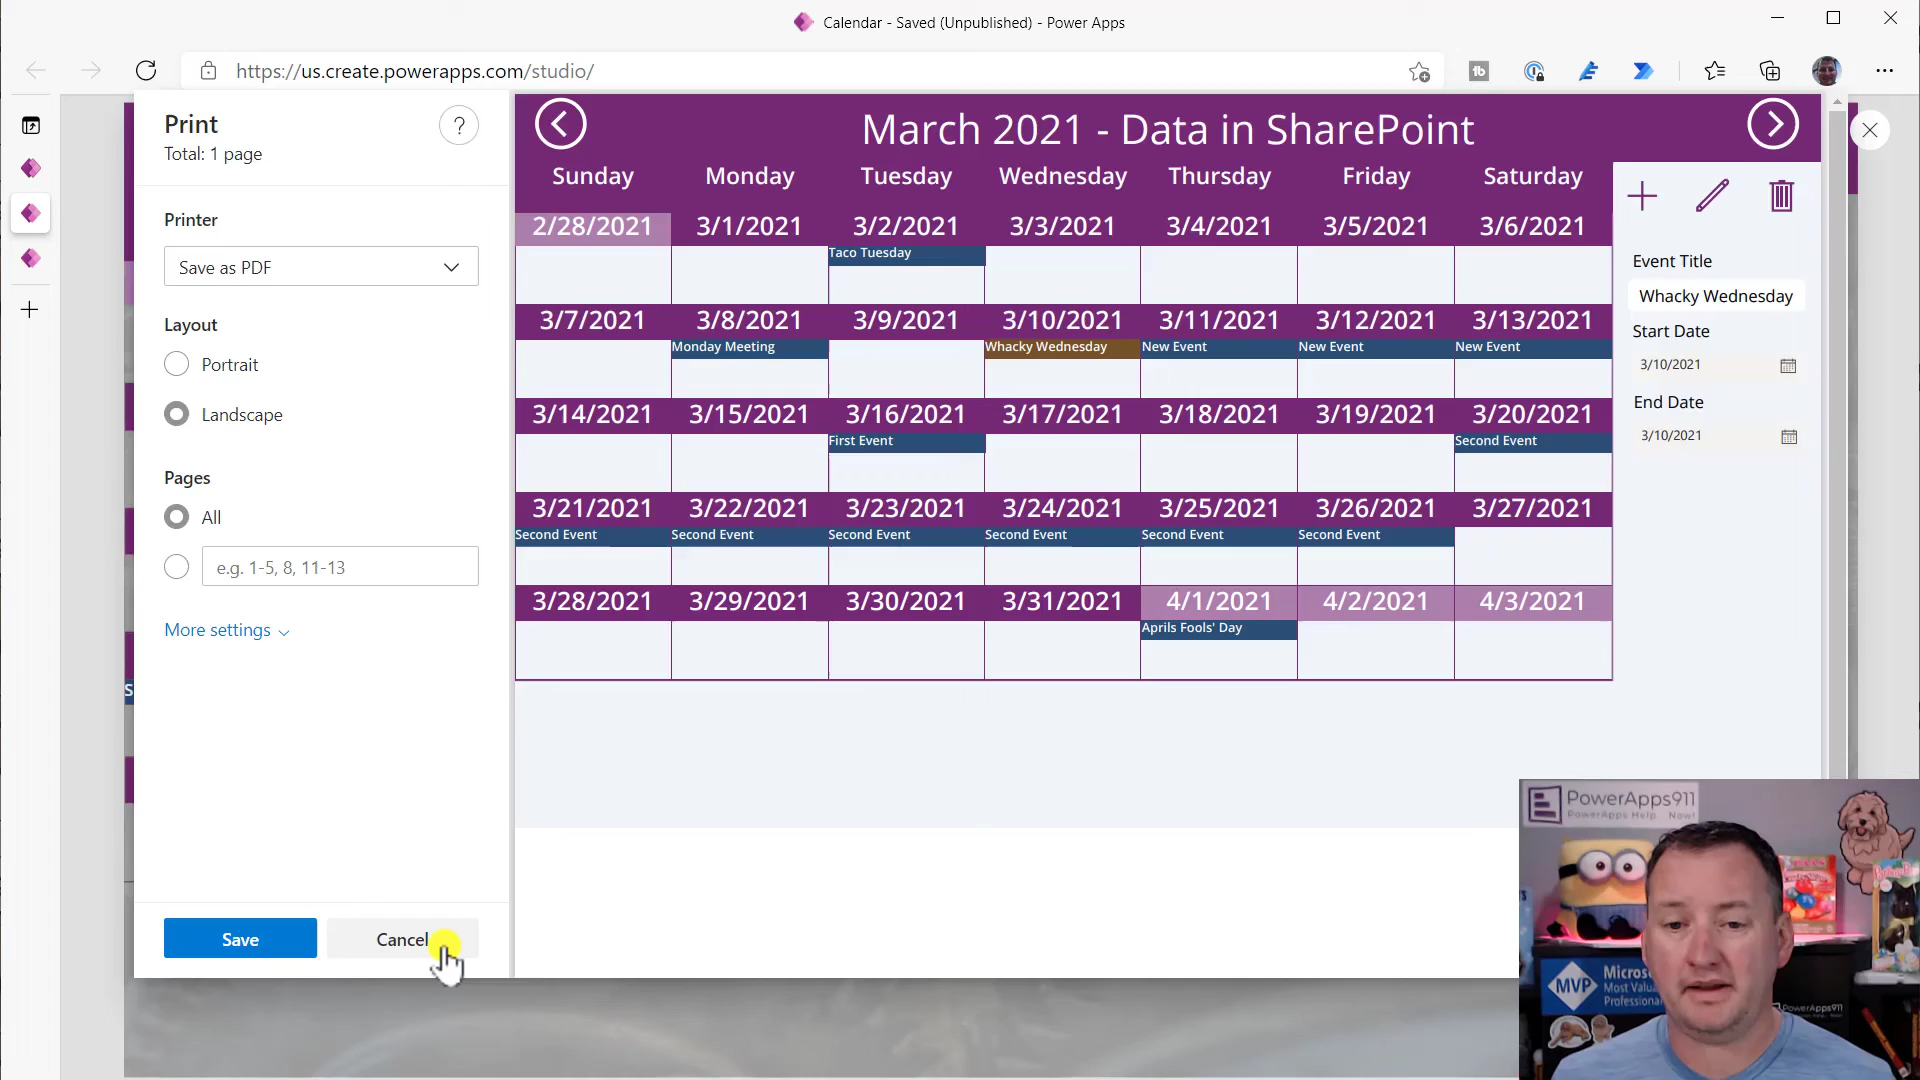 Calendar - Saved (Unpublished) - Power Apps
https://us.create.powerapps.com/studio/
Print
?
Total: 1 page
Printer
Save as PDF
Layout
Portrait
Landscape
Pages
All
e.g. 1-5, 8, 11-13
More settings
Save
Cancel
March 2021 - Data in SharePoint
Sunday Monday Tuesday Wednesday Thursday Friday Saturday
2/28/2021 3/1/2021 3/2/2021 3/3/2021 3/4/2021 3/5/2021 3/6/2021
Taco Tuesday
3/7/2021 3/8/2021 3/9/2021 3/10/2021 3/11/2021 3/12/2021 3/13/2021
Monday Meeting Whacky Wednesday New Event New Event New Event
3/14/2021 3/15/2021 3/16/2021 3/17/2021 3/18/2021 3/19/2021 3/20/2021
First Event Second Event
3/21/2021 3/22/2021 3/23/2021 3/24/2021 3/25/2021 3/26/2021 3/27/2021
Second Event Second Event Second Event Second Event Second Event Second Event
3/28/2021 3/29/2021 3/30/2021 3/31/2021 4/1/2021 4/2/2021 4/3/2021
Aprils Fools' Day
Event Title
Whacky Wednesday
Start Date
3/10/2021
End Date
3/10/2021
S
PowerApps911
PowerApps Help. Now!
MVP
Micros
Most Valu
Professiona
PowerApps911